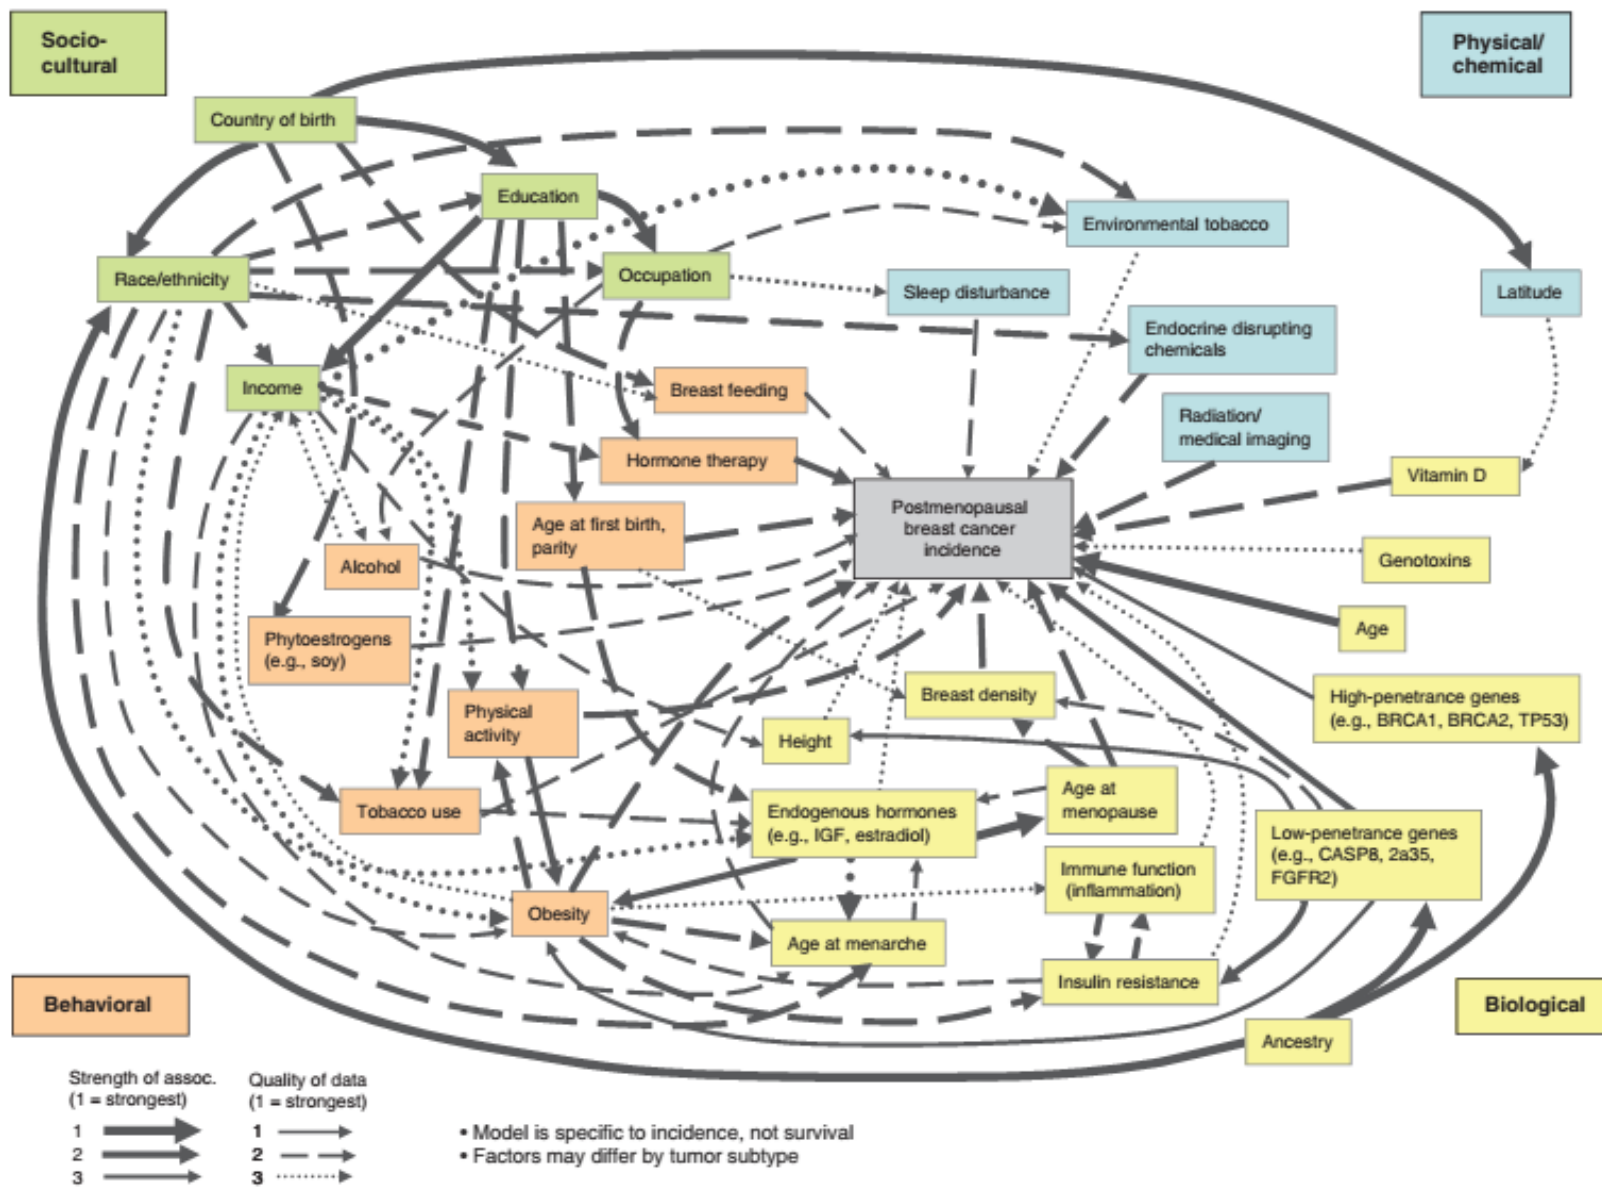 Socio-
cultural
Physical/
chemical
Country of birth
Education
Environmental tobacco
Race/ethnicity
Occupation
Sleep disturbance
Latitude
Endocrine disrupting
chemicals
Income
Breast feeding
Radiation/
medical imaging
Hormone therapy
Vitamin D
Postmenopausal
breast cancer
incidence
Age at first birth,
parity
Alcohol
Genotoxins
Age
Phytoestrogens
(e.g., soy)
Breast density
High-penetrance genes
(e.g., BRCA1, BRCA2, TP53)
Physical
activity
Height
Age at
menopause
Tobacco use
Endogenous hormones
(e.g., IGF, estradiol)
Low-penetrance genes
(e.g., CASP8, 2a35,
FGFR2)
Immune function
(inflammation)
Obesity
Age at menarche
Insulin resistance
Behavioral
Biological
Ancestry
Strength of assoc.
(1 = strongest)
1
2
3
Quality of data
(1 = strongest)
1
2
3
• Model is specific to incidence, not survival
• Factors may differ by tumor subtype